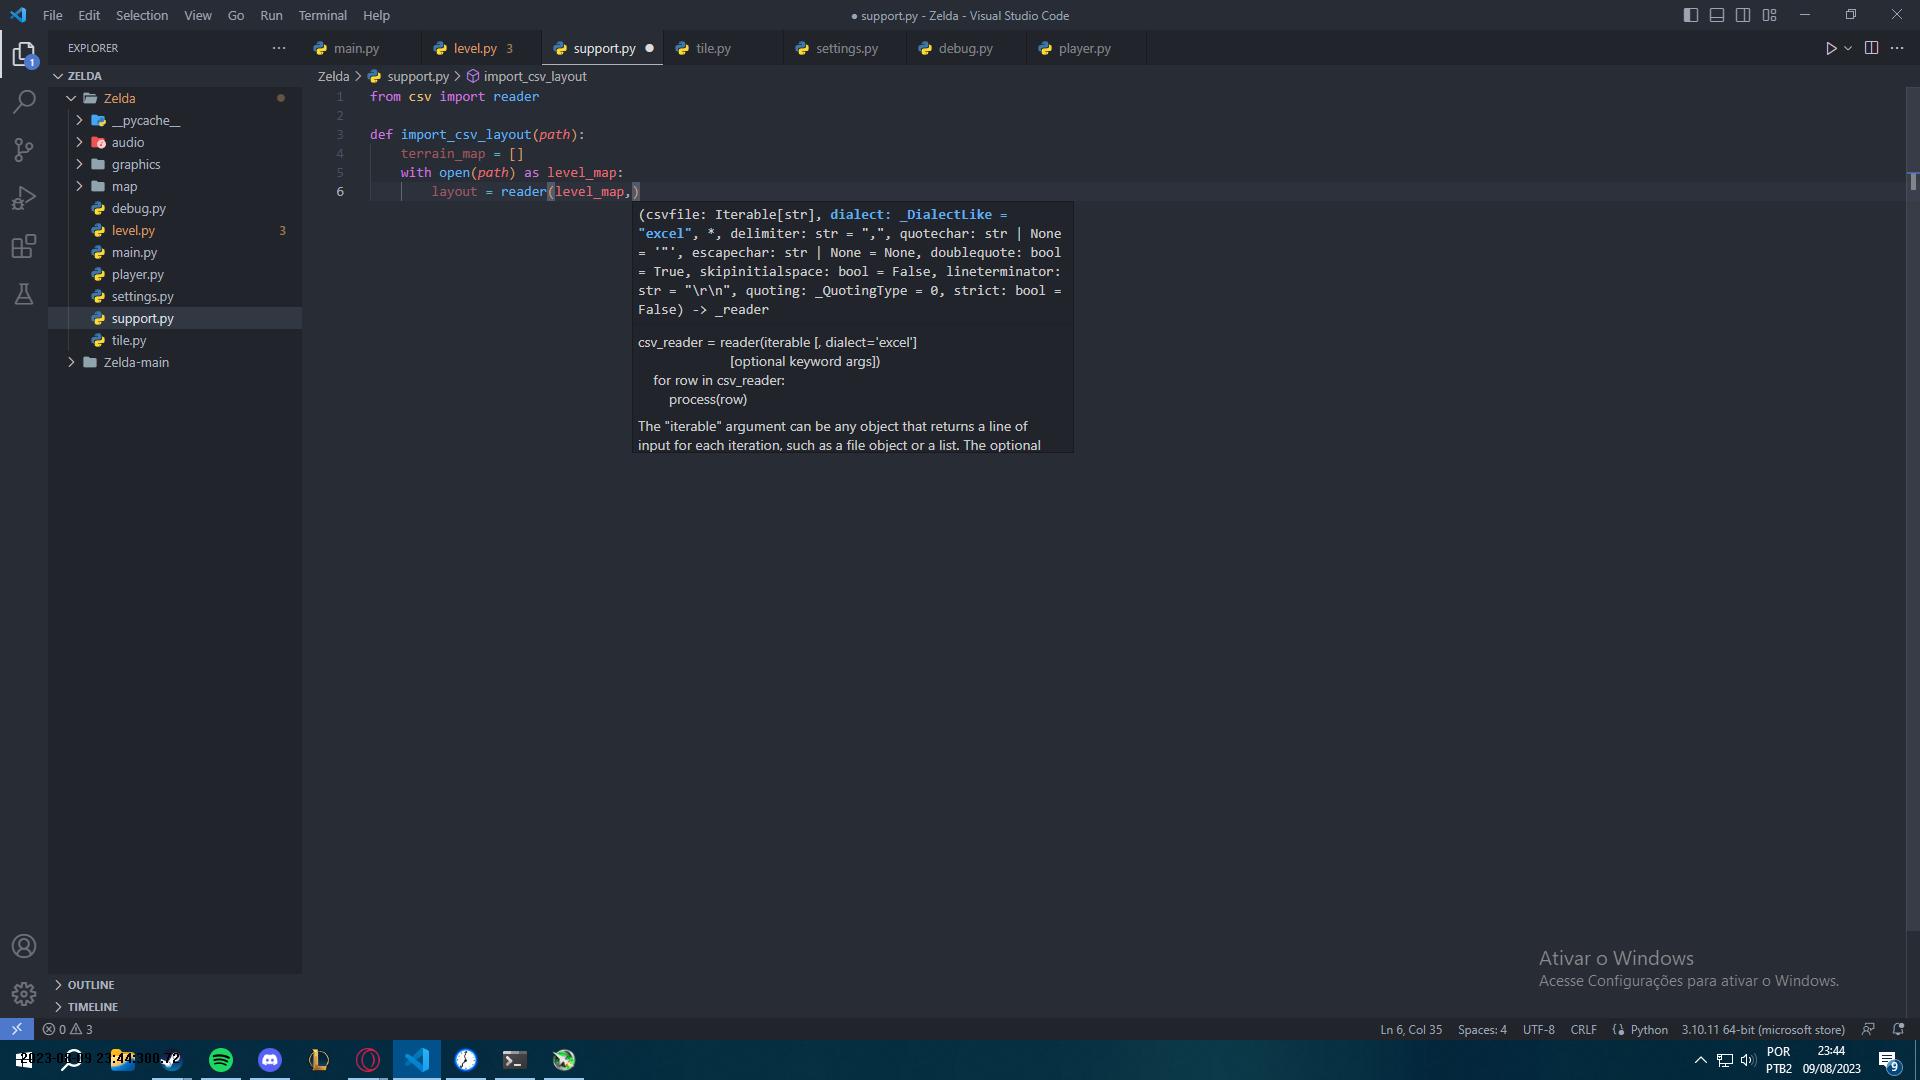 File Edit Selection View Go Run Terminal Help
● support.py - Zelda - Visual Studio Code
EXPLORER
main.py
level.py 3
support.py
tile.py
settings.py
debug.py
player.py
1
ZELDA
Zelda
__pycache__
audio
graphics
map
debug.py
level.py 3
main.py
player.py
settings.py
support.py
tile.py
Zelda-main
OUTLINE
TIMELINE
Zelda > support.py > import_csv_layout
1 from csv import reader
2
3 def import_csv_layout(path):
4 terrain_map = []
5 with open(path) as level_map:
6 layout = reader(level_map,)
(csvfile: Iterable[str], dialect: _DialectLike =
"excel", *, delimiter: str = ",", quotechar: str | None
= '"', escapechar: str | None = None, doublequote: bool
= True, skipinitialspace: bool = False, lineterminator:
str = "\r\n", quoting: _QuotingType = 0, strict: bool =
False) -> _reader
csv_reader = reader(iterable [, dialect='excel']
[optional keyword args])
for row in csv_reader:
process(row)
The "iterable" argument can be any object that returns a line of
input for each iteration, such as a file object or a list. The optional
Ativar o Windows
Acesse Configurações para ativar o Windows.
0 3
Ln 6, Col 35 Spaces: 4 UTF-8 CRLF Python 3.10.11 64-bit (microsoft store)
POR
PTB2
23:44
09/08/2023
9